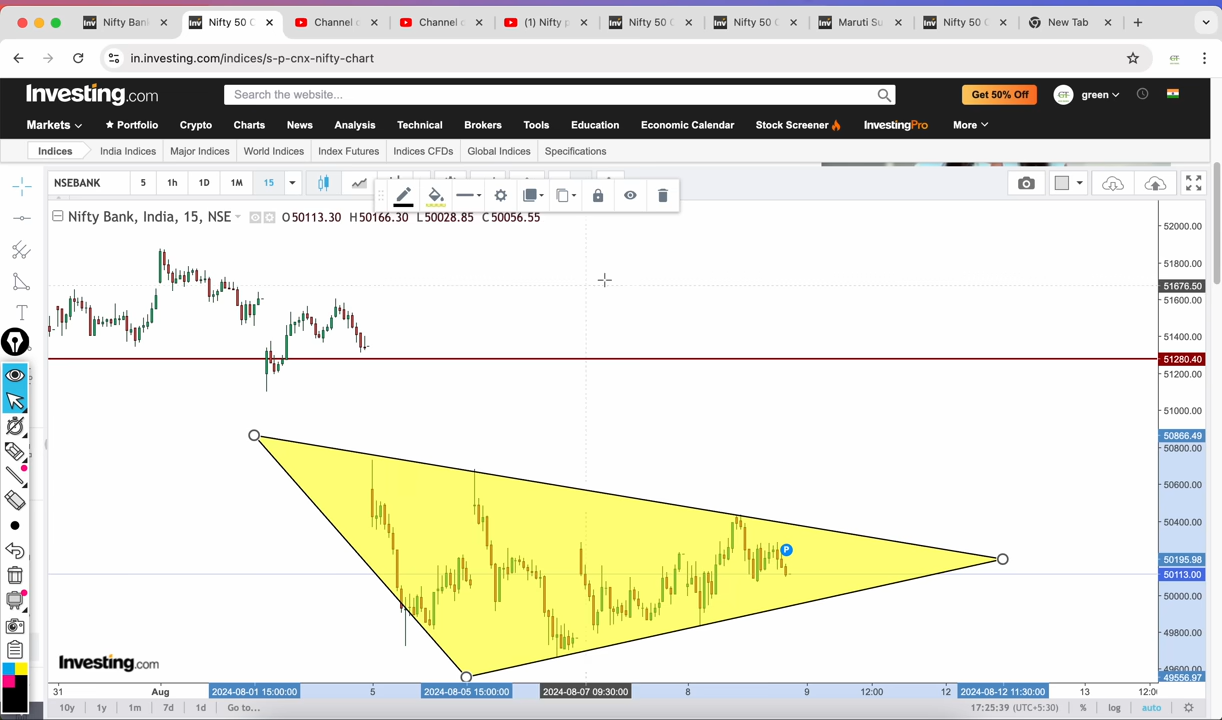 Nifty Bank
Nifty 50 C
Channel
Channel
(1) Nifty p
Nifty 50
Nifty 50
Maruti Su
Nifty 50
New Tab
in.investing.com/indices/s-p-cnx-nifty-chart
Investing.com
Search the website...
Get 50% Off
GT
green
Markets
Portfolio
Crypto
Charts
News
Analysis
Technical
Brokers
Tools
Education
Economic Calendar
Stock Screener
InvestingPro
More
Indices
India Indices
Major Indices
World Indices
Index Futures
Indices CFDs
Global Indices
Specifications
NSEBANK
5
1h
1D
1M
15
Nifty Bank, India, 15, NSE
O50113.30 H50166.30 L50028.85 C50056.55
52000.00
51800.00
51676.50
51600.00
51400.00
51280.40
51200.00
51000.00
50866.49
50800.00
50600.00
50400.00
50195.98
50113.00
50000.00
49800.00
49600.00
49556.97
P
Investing.com
31
Aug
2024-08-01 15:00:00
5
2024-08-05 15:00:00
2024-08-07 09:30:00
8
9
12:00
12
2024-08-12 11:30:00
13
10y
1y
1m
7d
1d
Go to...
17:25:39 (UTC+5:30)
%
log
auto